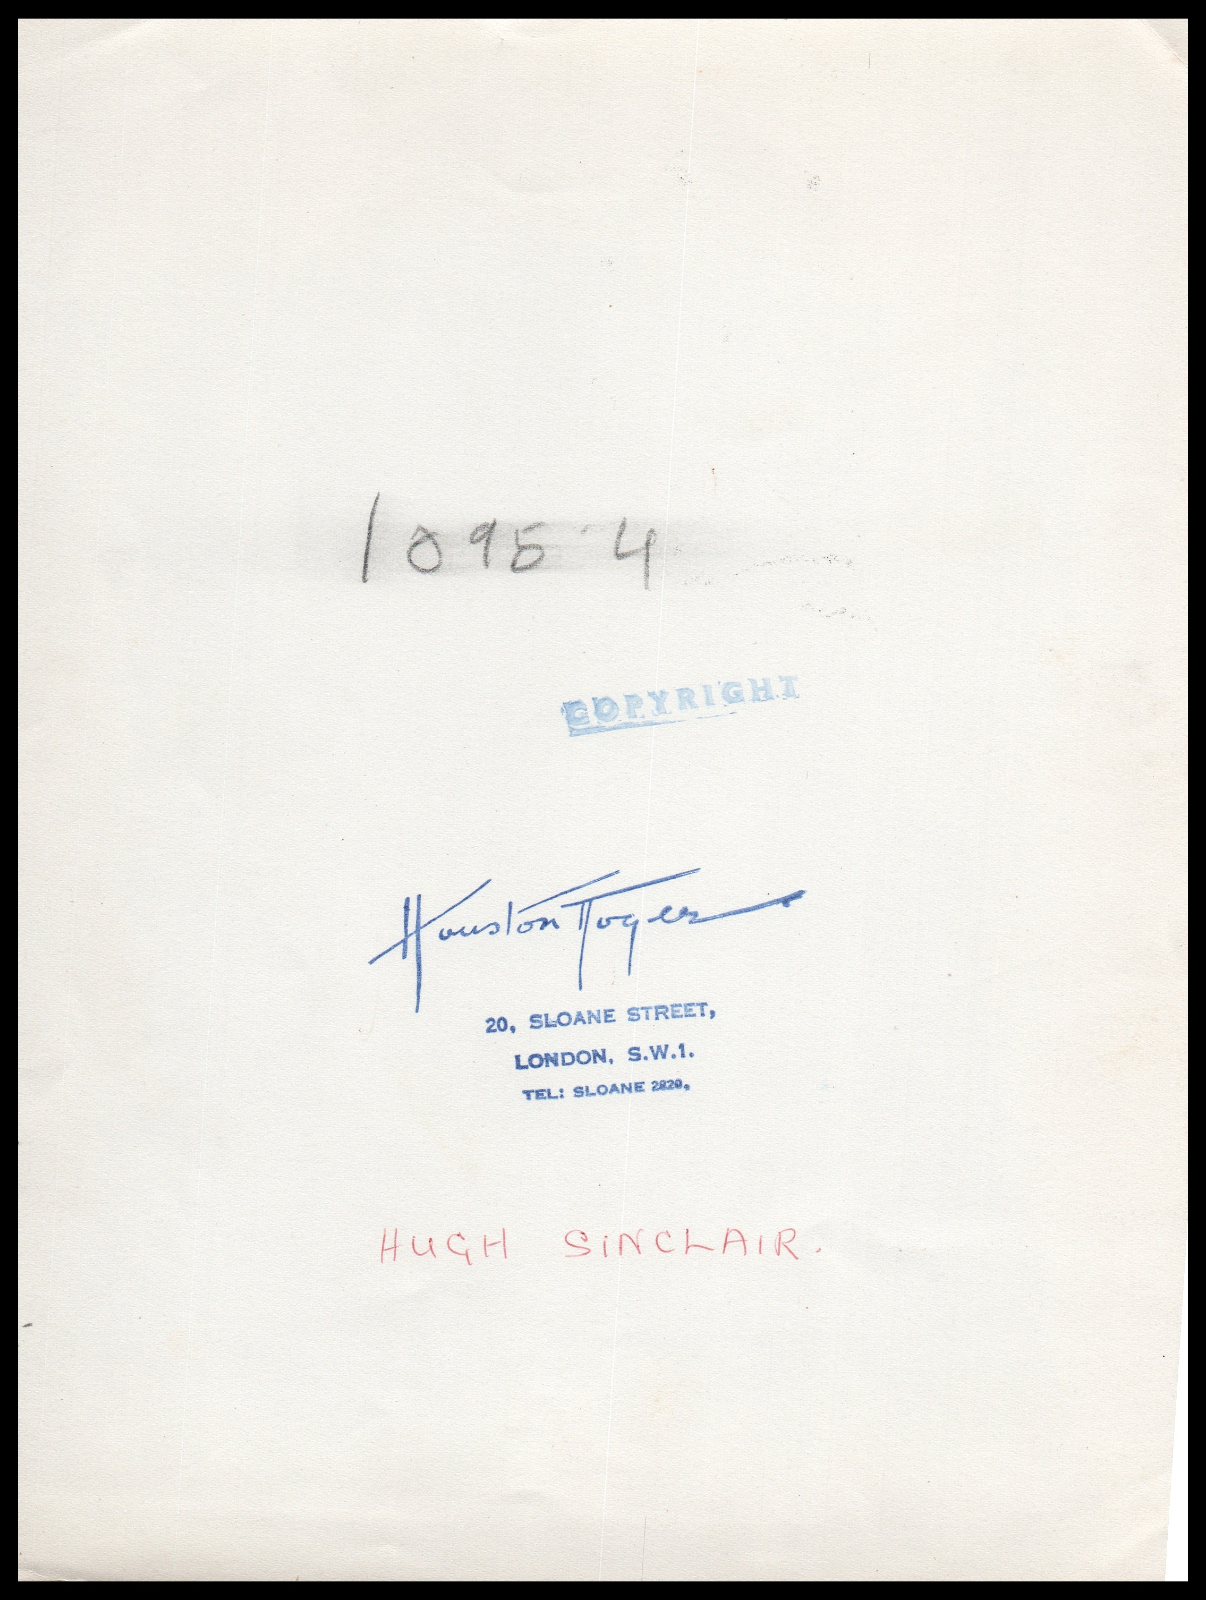 1095-4
COPYRIGHT
Houston Rogers
20, SLOANE STREET,
LONDON, S.W.1.
TEL: SLOANE 2820.
HUGH SINCLAIR.